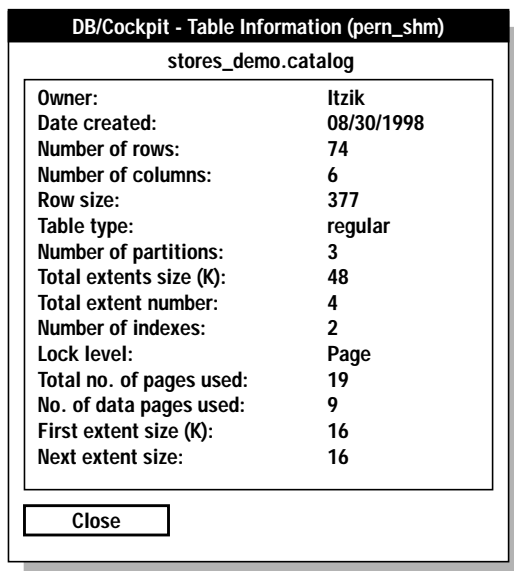 DB/Cockpit - Table Information (pern_shm)
stores_demo.catalog
Owner: Itzik
Date created: 08/30/1998
Number of rows: 74
Number of columns: 6
Row size: 377
Table type: regular
Number of partitions: 3
Total extents size (K): 48
Total extent number: 4
Number of indexes: 2
Lock level: Page
Total no. of pages used: 19
No. of data pages used: 9
First extent size (K): 16
Next extent size: 16
Close